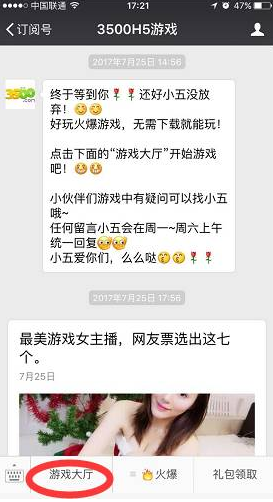 中国联通
17:21
订阅号
3500H5游戏
2017年7月25日 14:56
3500
.com
终于等到你🌹🌹还好小五没放
弃！😊😊
好玩火爆游戏，无需下载就能玩！
点击下面的“游戏大厅”开始游戏
吧！😄😄
小伙伴们游戏中有疑问可以找小五
哦~
任何留言小五会在周一~周六上午
统一回复😜😜
小五爱你们，么么哒😘😘🌹🌹
2017年7月25日 17:56
最美游戏女主播，网友票选出这七
个。
7月25日
游戏大厅
👏火爆
礼包领取